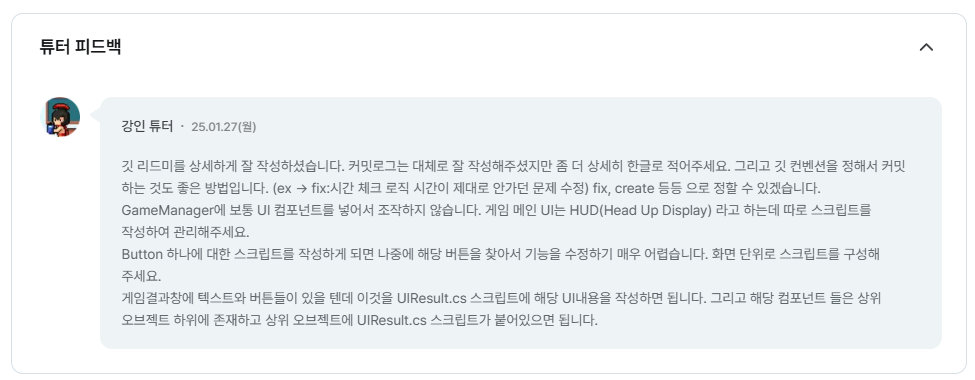 튜터 피드백
강인 튜터 · 25.01.27(월)
깃 리드미를 상세하게 잘 작성하셨습니다. 커밋로그는 대체로 잘 작성해주셨지만 좀 더 상세히 한글로 적어주세요. 그리고 깃 컨벤션을 정해서 커밋
하는 것도 좋은 방법입니다. (ex → fix:시간 체크 로직 시간이 제대로 안가던 문제 수정) fix, create 등등 으로 정할 수 있겠습니다.
GameManager에 보통 UI 컴포넌트를 넣어서 조작하지 않습니다. 게임 메인 UI는 HUD(Head Up Display) 라고 하는데 따로 스크립트를
작성하여 관리해주세요.
Button 하나에 대한 스크립트를 작성하게 되면 나중에 해당 버튼을 찾아서 기능을 수정하기 매우 어렵습니다. 화면 단위로 스크립트를 구성해
주세요.
게임결과창에 텍스트와 버튼들이 있을 텐데 이것을 UIResult.cs 스크립트에 해당 UI내용을 작성하면 됩니다. 그리고 해당 컴포넌트 들은 상위
오브젝트 하위에 존재하고 상위 오브젝트에 UIResult.cs 스크립트가 붙어있으면 됩니다.